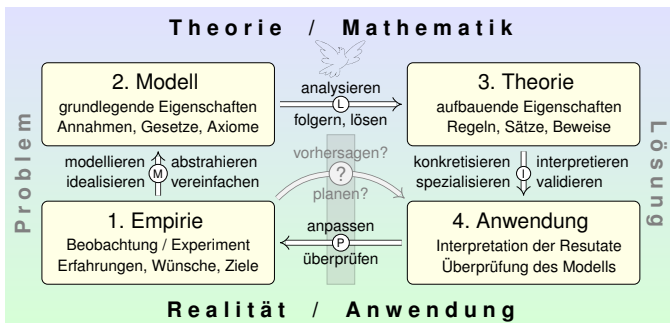 Theorie / Mathematik
Problem
2. Modell
grundlegende Eigenschaften
Annahmen, Gesetze, Axiome
analysieren
L
folgern, lösen
3. Theorie
aufbauende Eigenschaften
Regeln, Sätze, Beweise
Lösung
modellieren abstrahieren
M
idealisieren vereinfachen
vorhersagen?
?
planen?
konkretisieren interpretieren
I
spezialisieren validieren
1. Empirie
Beobachtung / Experiment
Erfahrungen, Wünsche, Ziele
anpassen
P
überprüfen
4. Anwendung
Interpretation der Resutate
Überprüfung des Modells
Realität / Anwendung